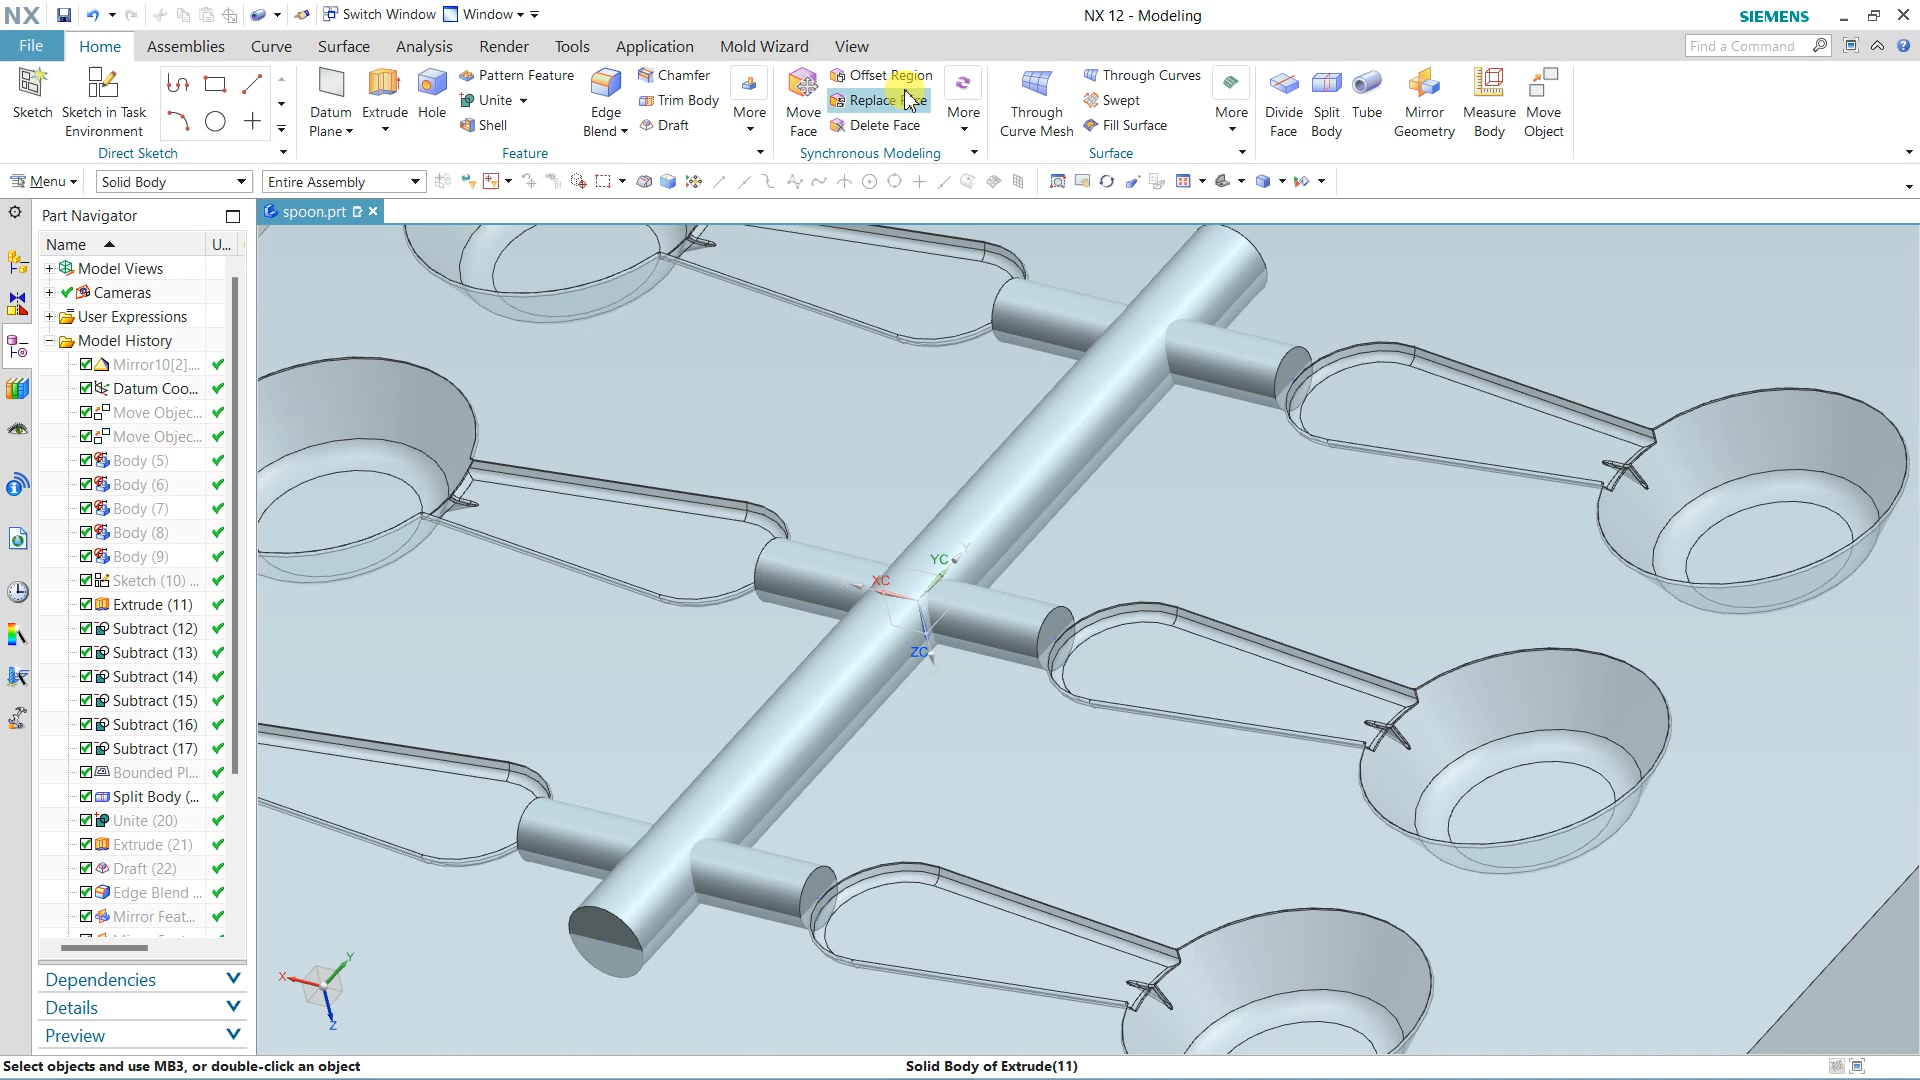 NX Switch Window Window NX 12 - Modeling SIEMENS
File Home Assemblies Curve Surface Analysis Render Tools Application Mold Wizard View Find a Command
Sketch
Sketch in Task
Environment
Direct Sketch
Datum
Plane
Extrude
Hole
Pattern Feature
Unite
Shell
Edge
Blend
Chamfer
Trim Body
Draft
More
Feature
Move
Face
Offset Region
Delete Face
More
Synchronous Modeling
Through
Curve Mesh
Through Curves
Swept
Fill Surface
More
Surface
Divide
Face
Split
Body
Tube
Mirror
Geometry
Measure
Body
Move
Object
Menu Solid Body Entire Assembly
Part Navigator
spoon.prt
Name U...
Model Views
Cameras
User Expressions
Model History
Mirror10[2]....
Datum Coo...
Move Objec...
Move Objec...
Body (5)
Body (6)
Body (7)
Body (8)
Body (9)
Sketch (10) ...
Extrude (11)
Subtract (12)
Subtract (13)
Subtract (14)
Subtract (15)
Subtract (16)
Subtract (17)
Bounded Pl...
Split Body (...
Unite (20)
Extrude (21)
Draft (22)
Edge Blend ...
Mirror Feat...
Dependencies
Details
Preview
XC
YC
Y
ZC
X
Y
Z
Select objects and use MB3, or double-click an object Solid Body of Extrude(11)